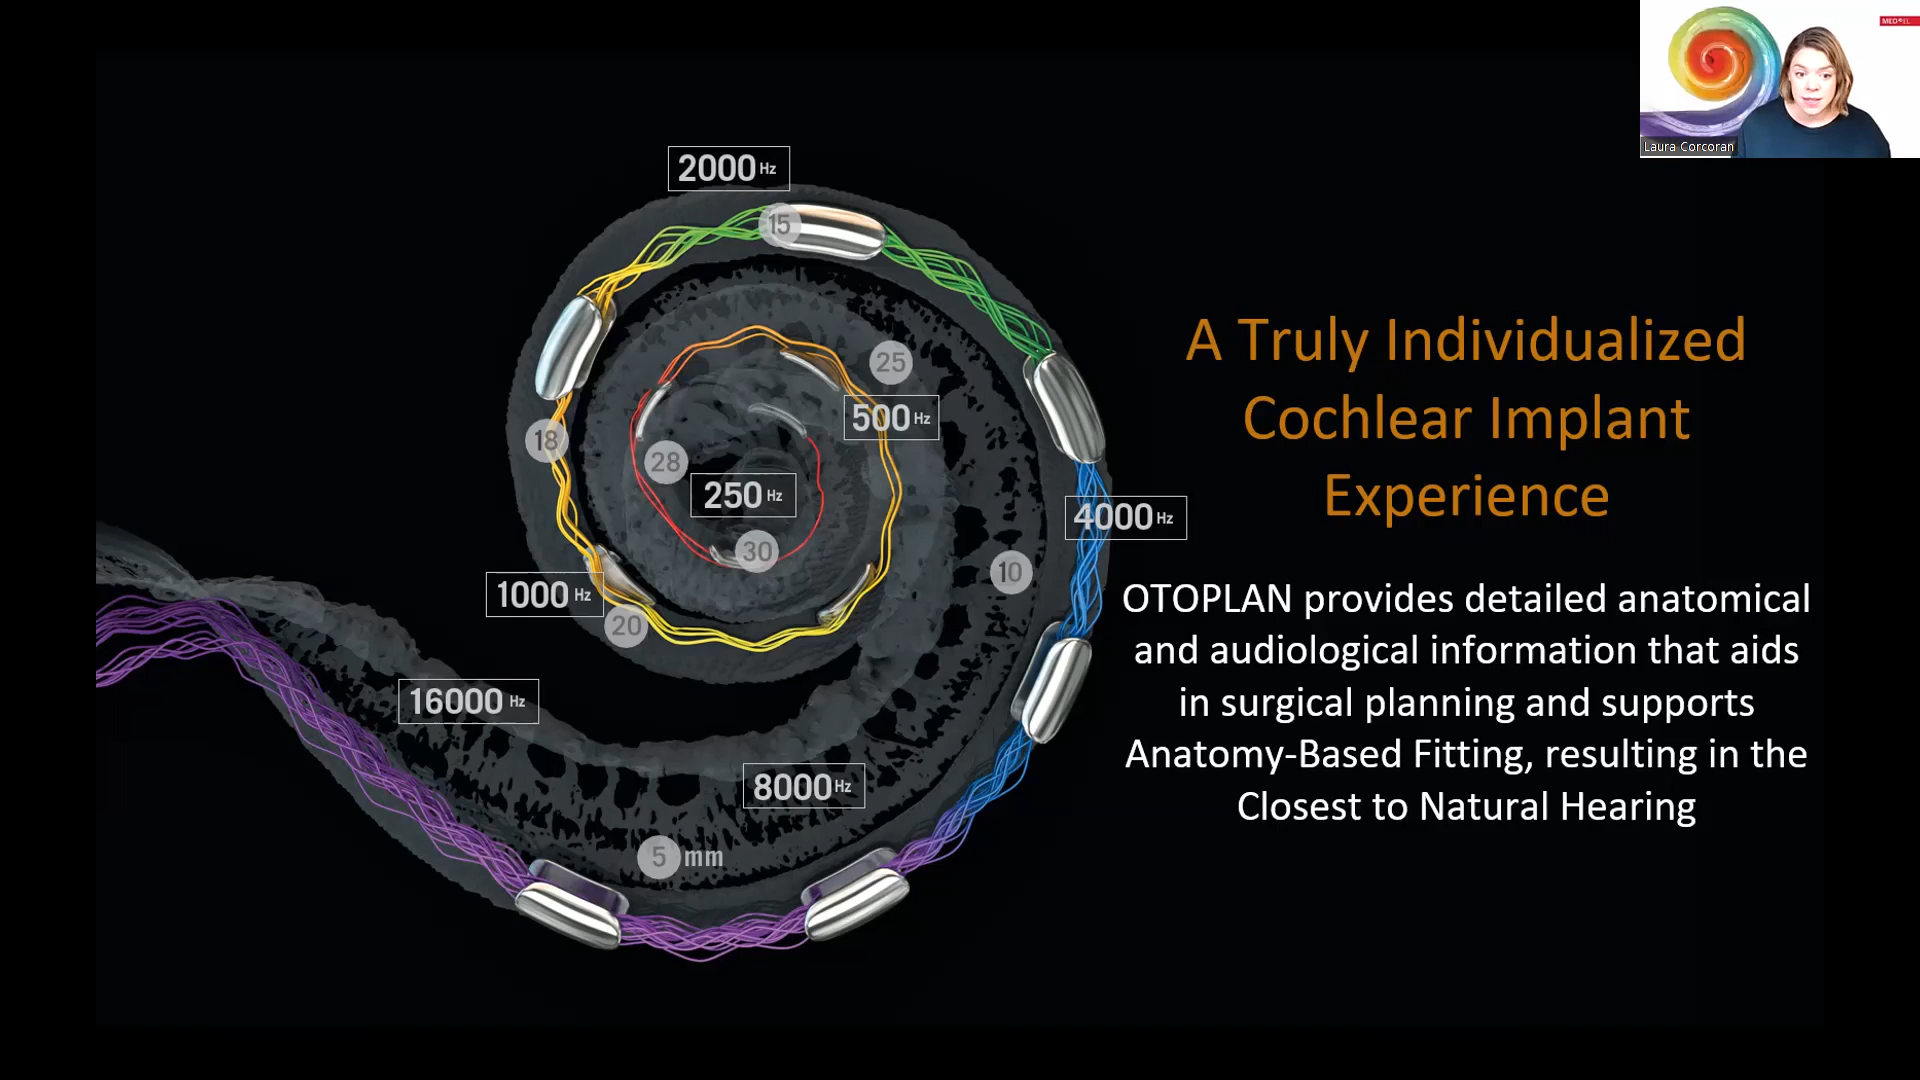 MED®EL
Laura Corcoran
2000 Hz
15
25
500 Hz
18
28
250 Hz
4000 Hz
30
10
1000 Hz
20
16000 Hz
8000 Hz
5 mm
A Truly Individualized
Cochlear Implant
Experience
OTOPLAN provides detailed anatomical
and audiological information that aids
in surgical planning and supports
Anatomy-Based Fitting, resulting in the
Closest to Natural Hearing